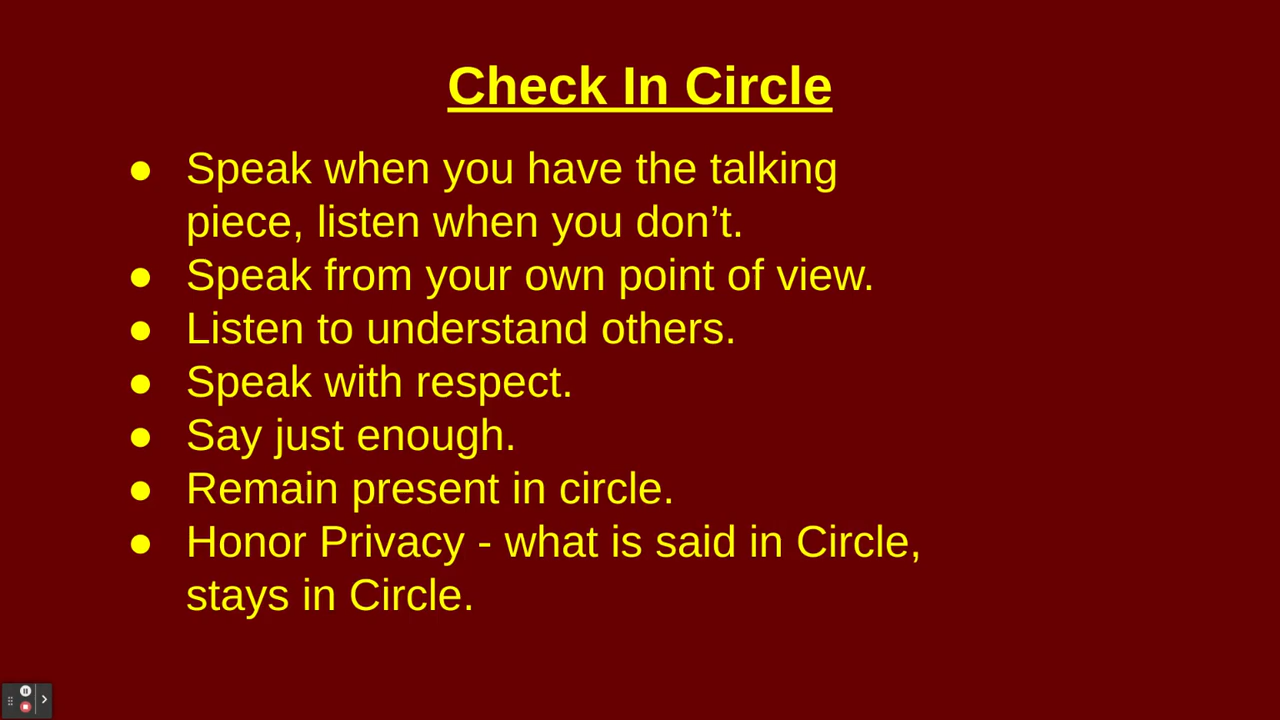 Check In Circle
● Speak when you have the talking
piece, listen when you don’t.
● Speak from your own point of view.
● Listen to understand others.
● Speak with respect.
● Say just enough.
● Remain present in circle.
● Honor Privacy - what is said in Circle,
stays in Circle.